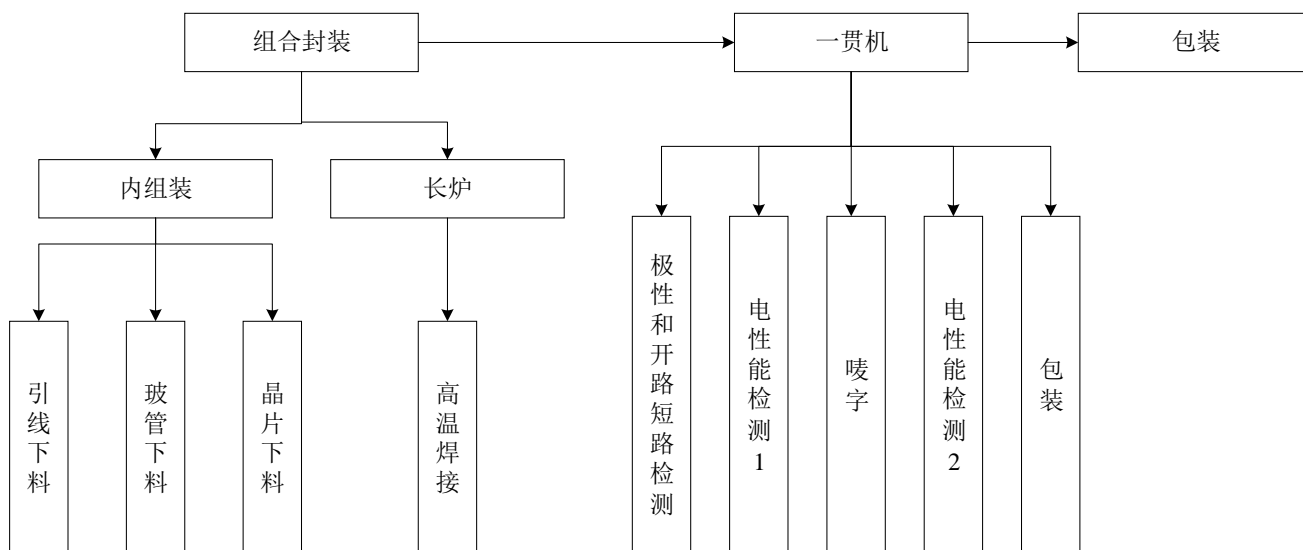 组合封装
一贯机
包装
内组装
长炉
引线下料
玻管下料
晶片下料
高温焊接
极性和开路短路检测
电性能检测1
唛字
电性能检测2
包装